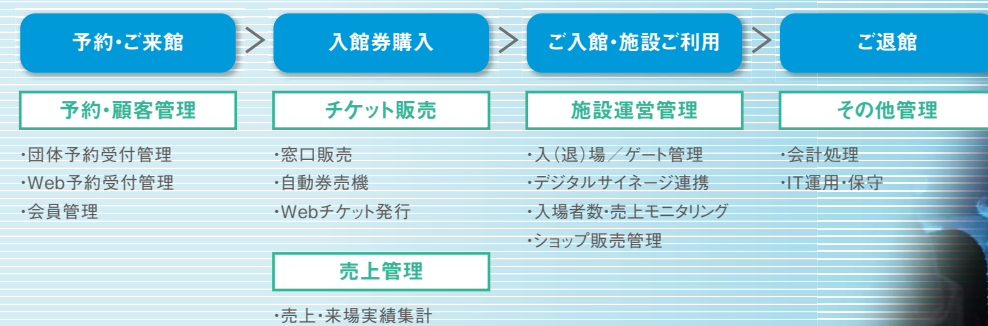 予約・ご来館
予約・顧客管理
・団体予約受付管理
・Web予約受付管理
・会員管理
入館券購入
チケット販売
・窓口販売
・自動券売機
・Webチケット発行
売上管理
・売上・来場実績集計
ご入館・施設ご利用
施設運営管理
・入（退）場／ゲート管理
・デジタルサイネージ連携
・入場者数・売上モニタリング
・ショップ販売管理
ご退館
その他管理
・会計処理
・IT運用・保守